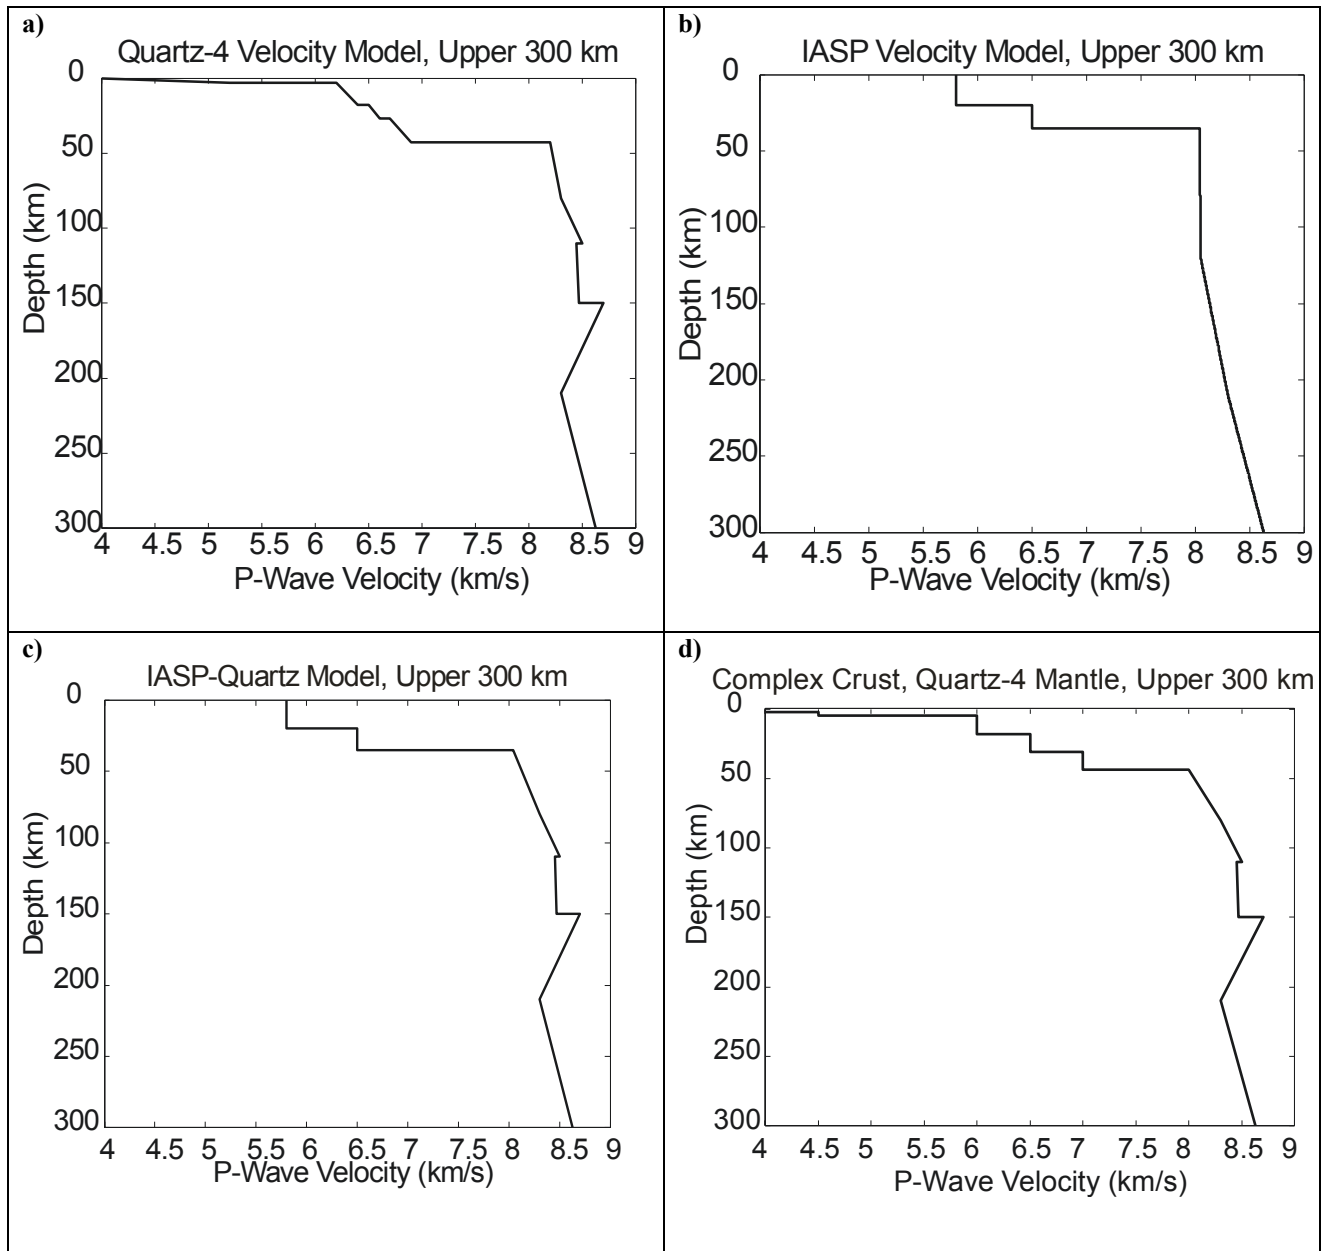 a)
Quartz-4 Velocity Model, Upper 300 km
0
50
100
150
200
250
300
Depth (km)
4 4.5 5 5.5 6 6.5 7 7.5 8 8.5 9
P-Wave Velocity (km/s)
b)
IASP Velocity Model, Upper 300 km
0
50
100
150
200
250
300
Depth (km)
4 4.5 5 5.5 6 6.5 7 7.5 8 8.5 9
P-Wave Velocity (km/s)
c)
IASP-Quartz Model, Upper 300 km
0
50
100
150
200
250
300
Depth (km)
4 4.5 5 5.5 6 6.5 7 7.5 8 8.5 9
P-Wave Velocity (km/s)
d)
Complex Crust, Quartz-4 Mantle, Upper 300 km
0
50
100
150
200
250
300
Depth (km)
4 4.5 5 5.5 6 6.5 7 7.5 8 8.5 9
P-Wave Velocity (km/s)